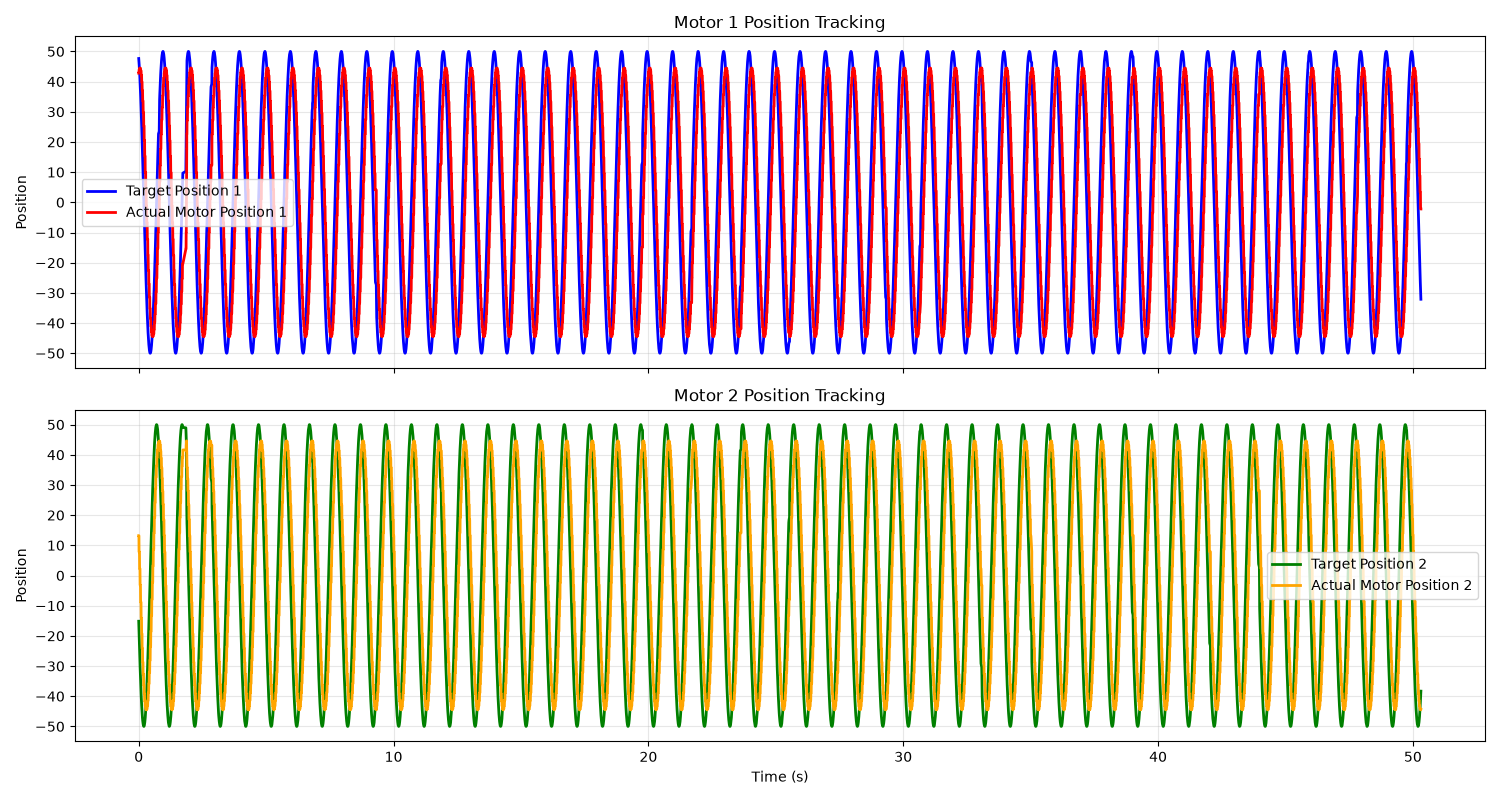 Motor 1 Position Tracking
50
40
30
20
10
0
−10
−20
−30
−40
−50
Position
Target Position 1
Actual Motor Position 1
Motor 2 Position Tracking
50
40
30
20
10
0
−10
−20
−30
−40
−50
Position
Target Position 2
Actual Motor Position 2
0 10 20 30 40 50
Time (s)